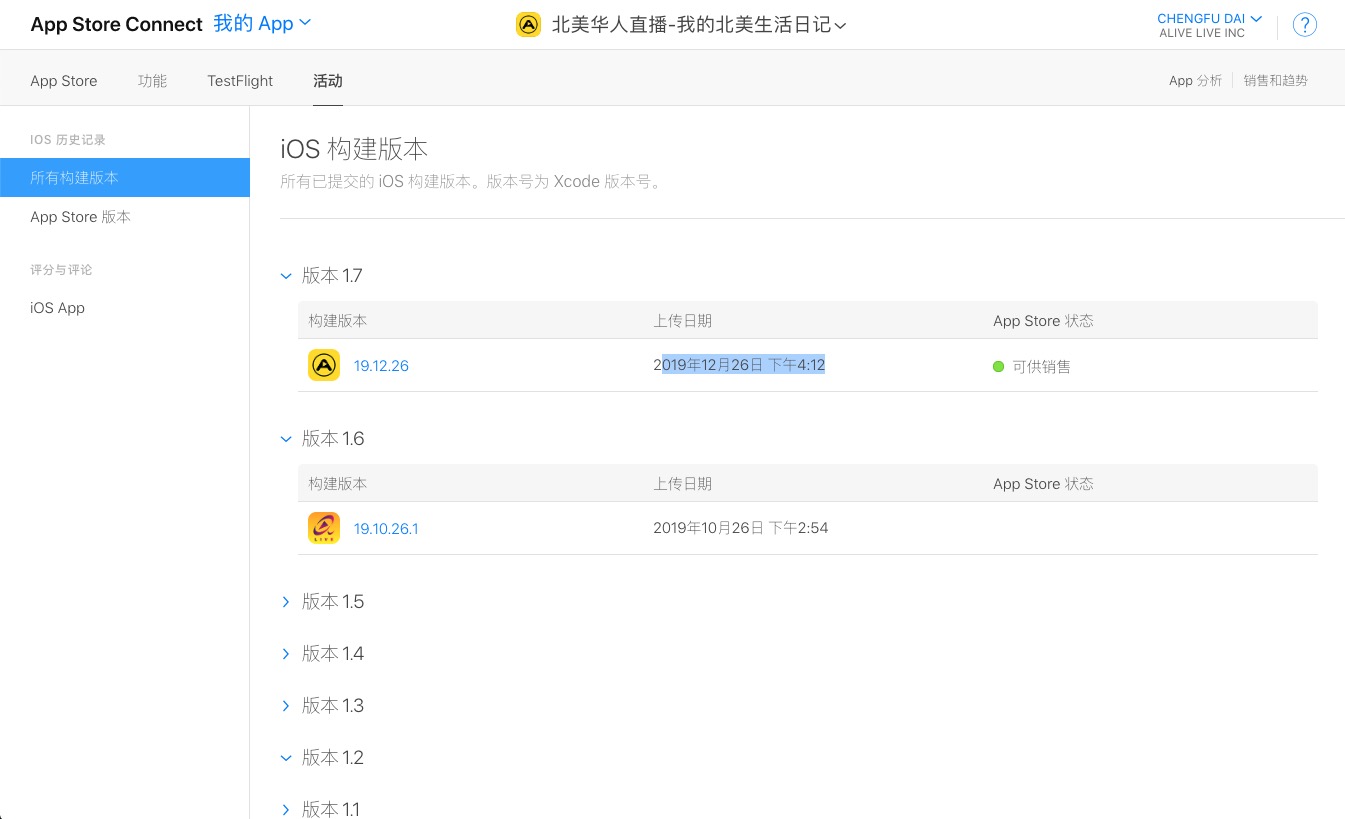 App Store Connect 我的 App 北美华人直播-我的北美生活日记 CHENGFU DAI
ALIVE LIVE INC ?
App Store 功能 TestFlight 活动 App 分析 销售和趋势
IOS 历史记录
所有构建版本
App Store 版本
评分与评论
iOS App
iOS 构建版本
所有已提交的 iOS 构建版本。版本号为 Xcode 版本号。
版本 1.7
构建版本 上传日期 App Store 状态
19.12.26 2019年12月26日 下午4:12 可供销售
版本 1.6
构建版本 上传日期 App Store 状态
LIVE 19.10.26.1 2019年10月26日 下午2:54
版本 1.5
版本 1.4
版本 1.3
版本 1.2
版本 1.1